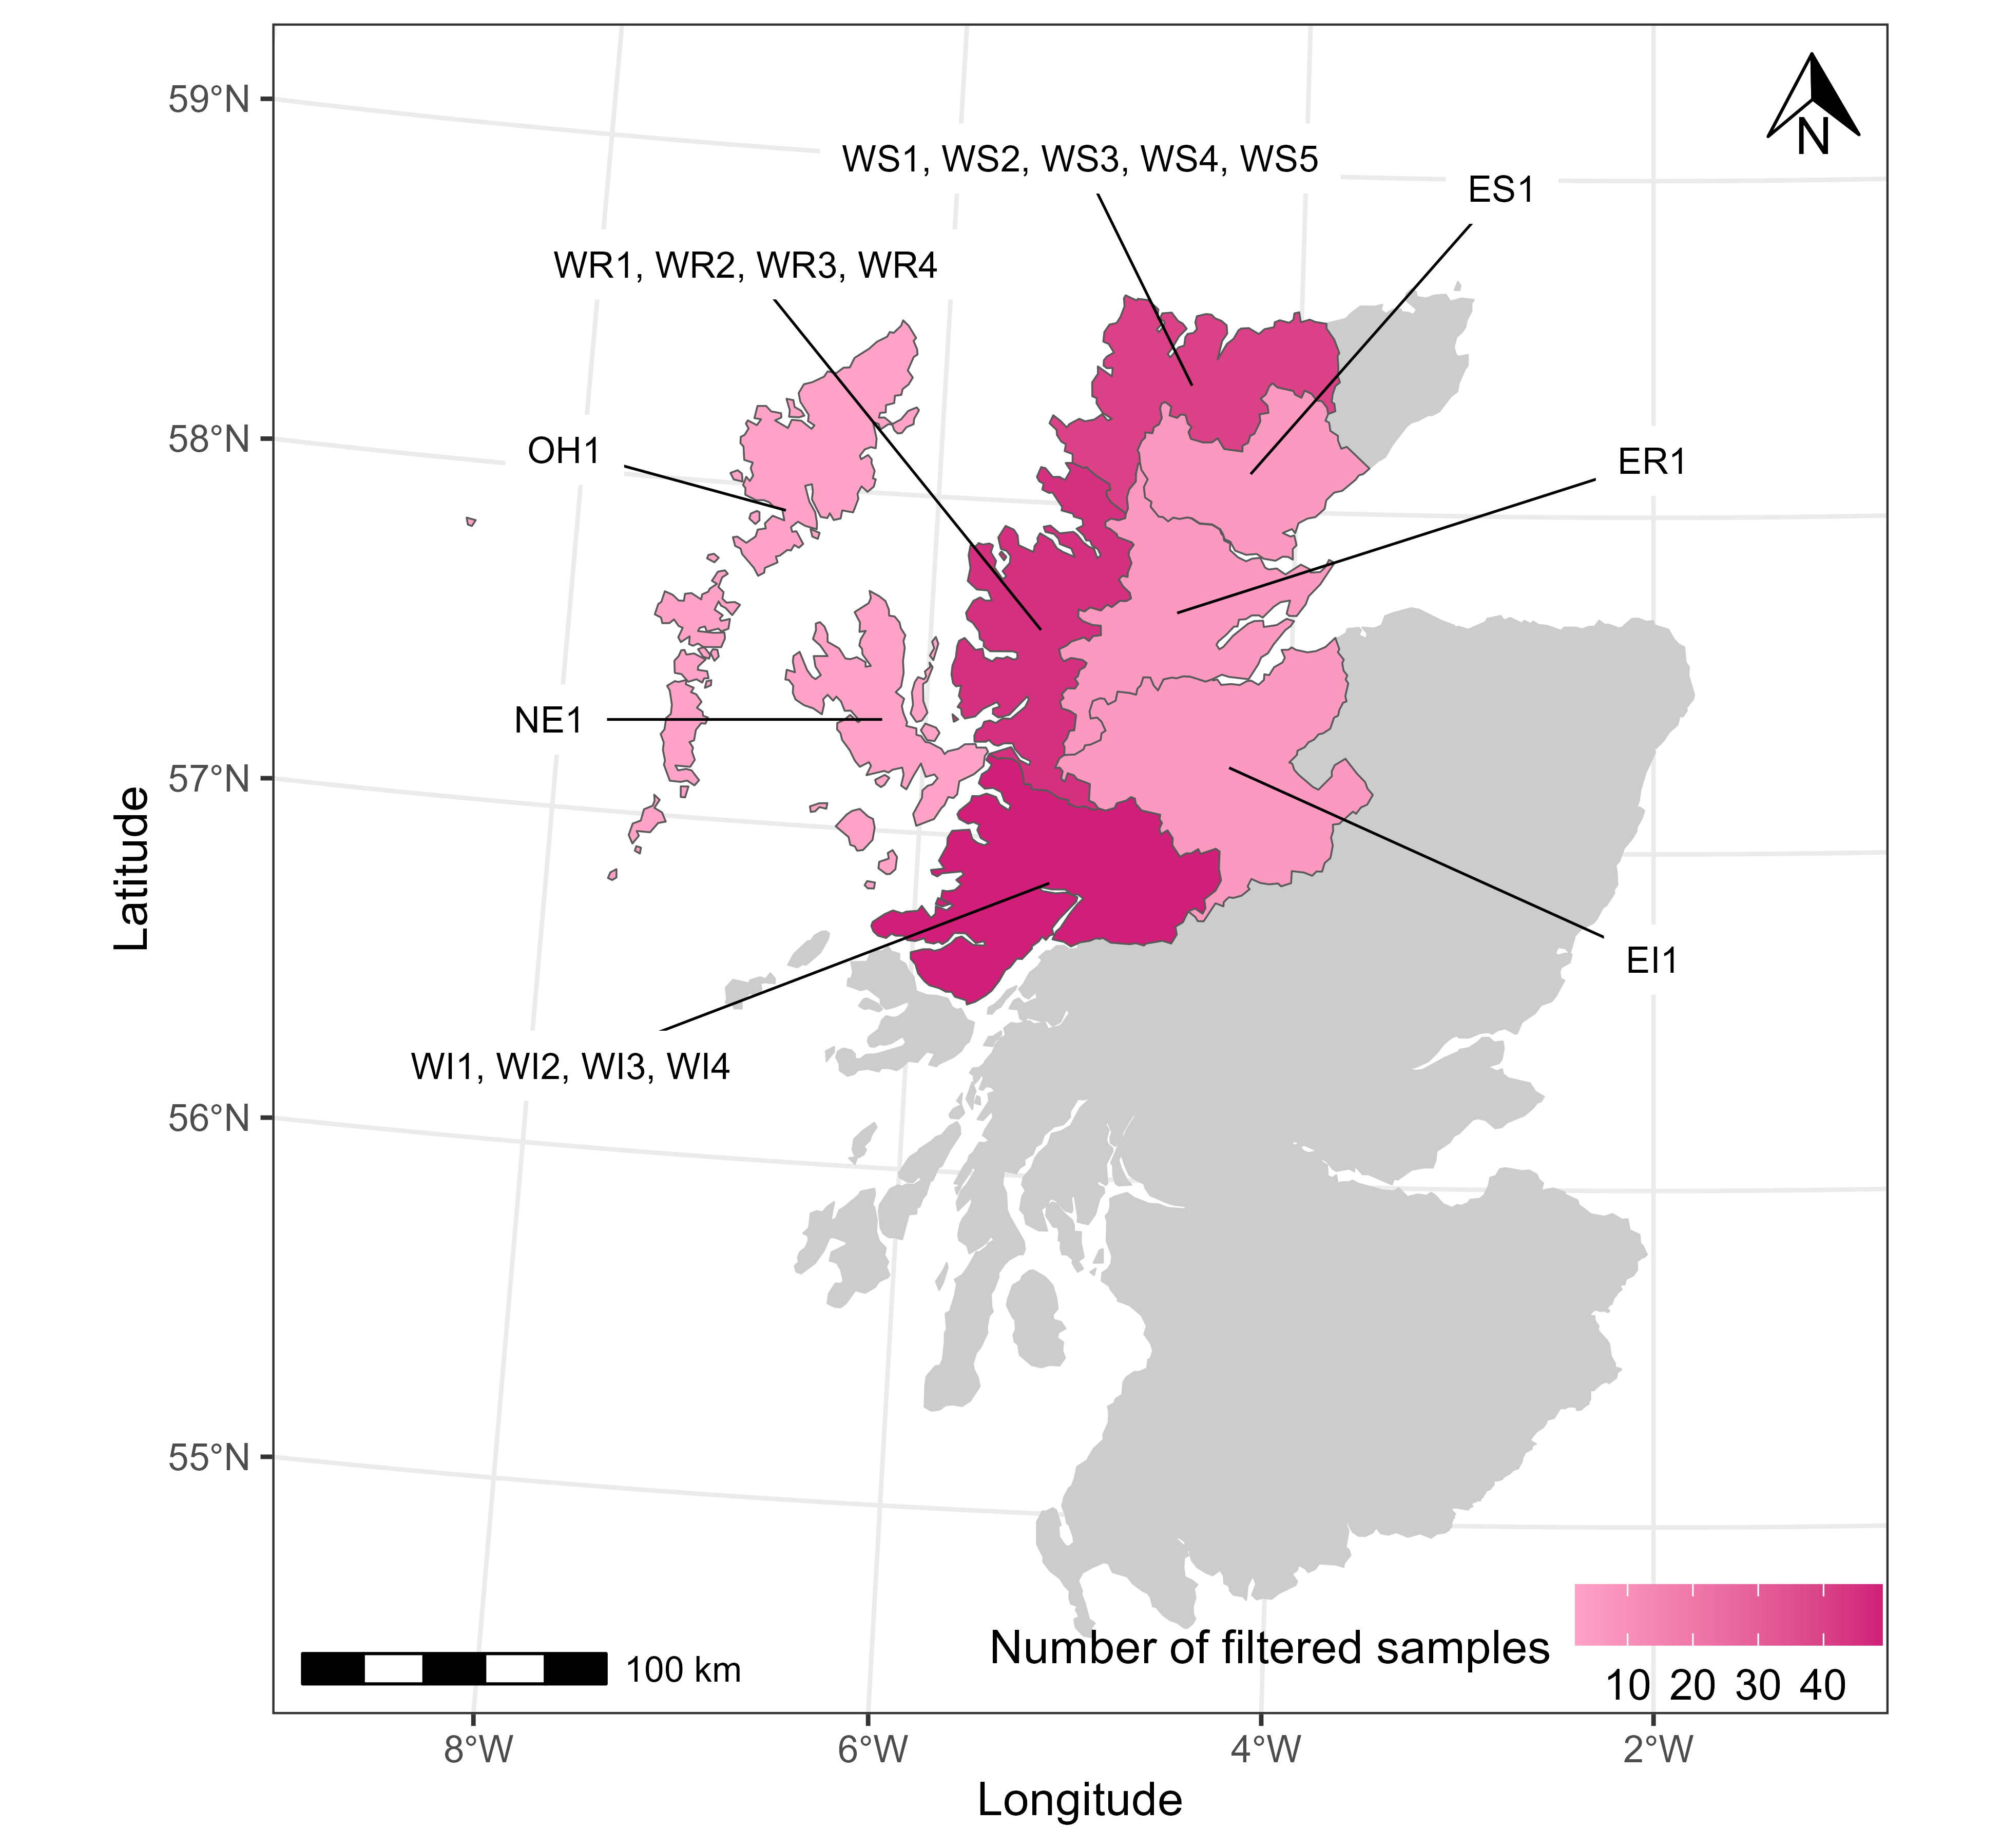 59°N
N
WS1, WS2, WS3, WS4, WS5
ES1
WR1, WR2, WR3, WR4
58°N
OH1
ER1
NE1
57°N
Latitude
EI1
WI1, WI2, WI3, WI4
56°N
55°N
Number of filtered samples
100 km
10 20 30 40
8°W 6°W 4°W 2°W
Longitude